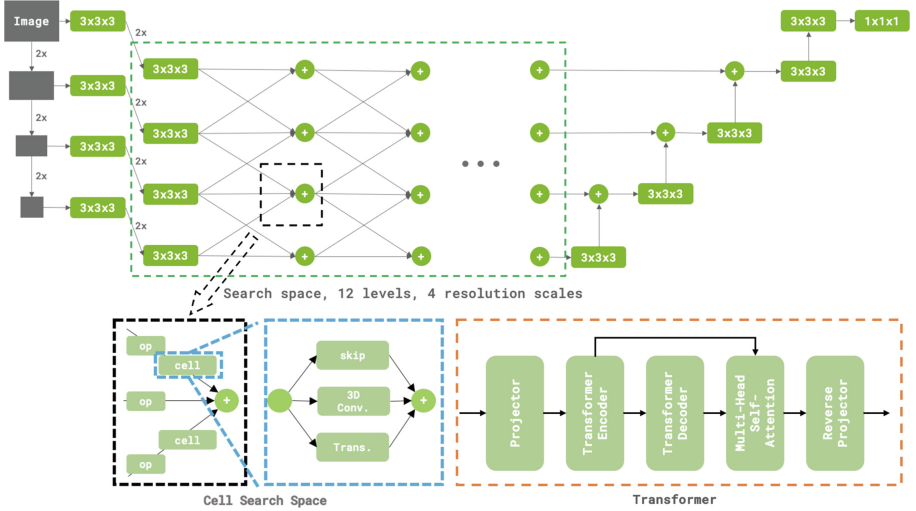 Image
3x3x3
3x3x3
1x1x1
2x
2x
3x3x3
3x3x3
3x3x3
2x
2x
3x3x3
3x3x3
3x3x3
2x
2x
3x3x3
3x3x3
3x3x3
2x
3x3x3
3x3x3
3x3x3
Search space, 12 levels, 4 resolution scales
op
cell
op
cell
op
skip
3D
Conv.
Trans.
Projector
Transformer
Encoder
Transformer
Decoder
Multi-Head
Self-
Attention
Reverse
Projector
Cell Search Space
Transformer